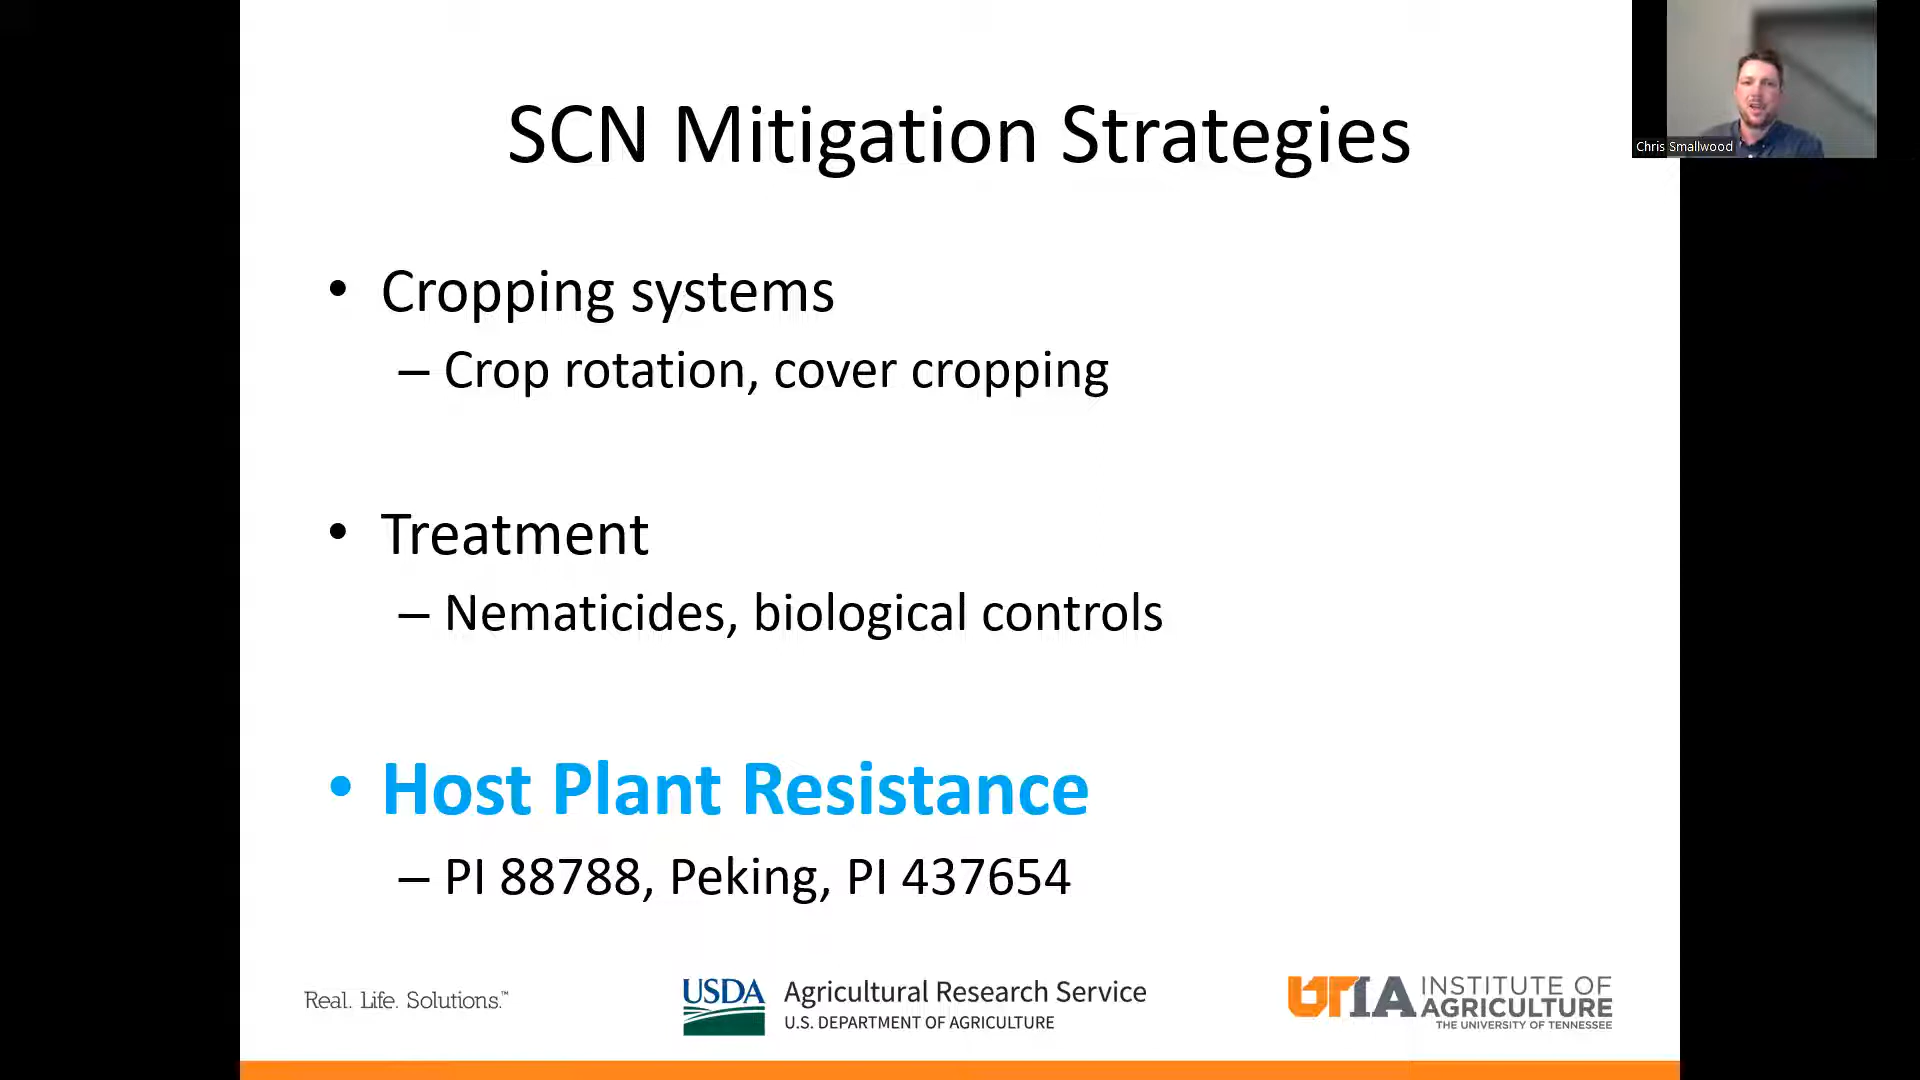 SCN Mitigation Strategies
Chris Smallwood
• Cropping systems
– Crop rotation, cover cropping
• Treatment
– Nematicides, biological controls
• Host Plant Resistance
– PI 88788, Peking, PI 437654
Real. Life. Solutions.™
USDA Agricultural Research Service
U.S. DEPARTMENT OF AGRICULTURE
UTIA INSTITUTE OF
AGRICULTURE
THE UNIVERSITY OF TENNESSEE